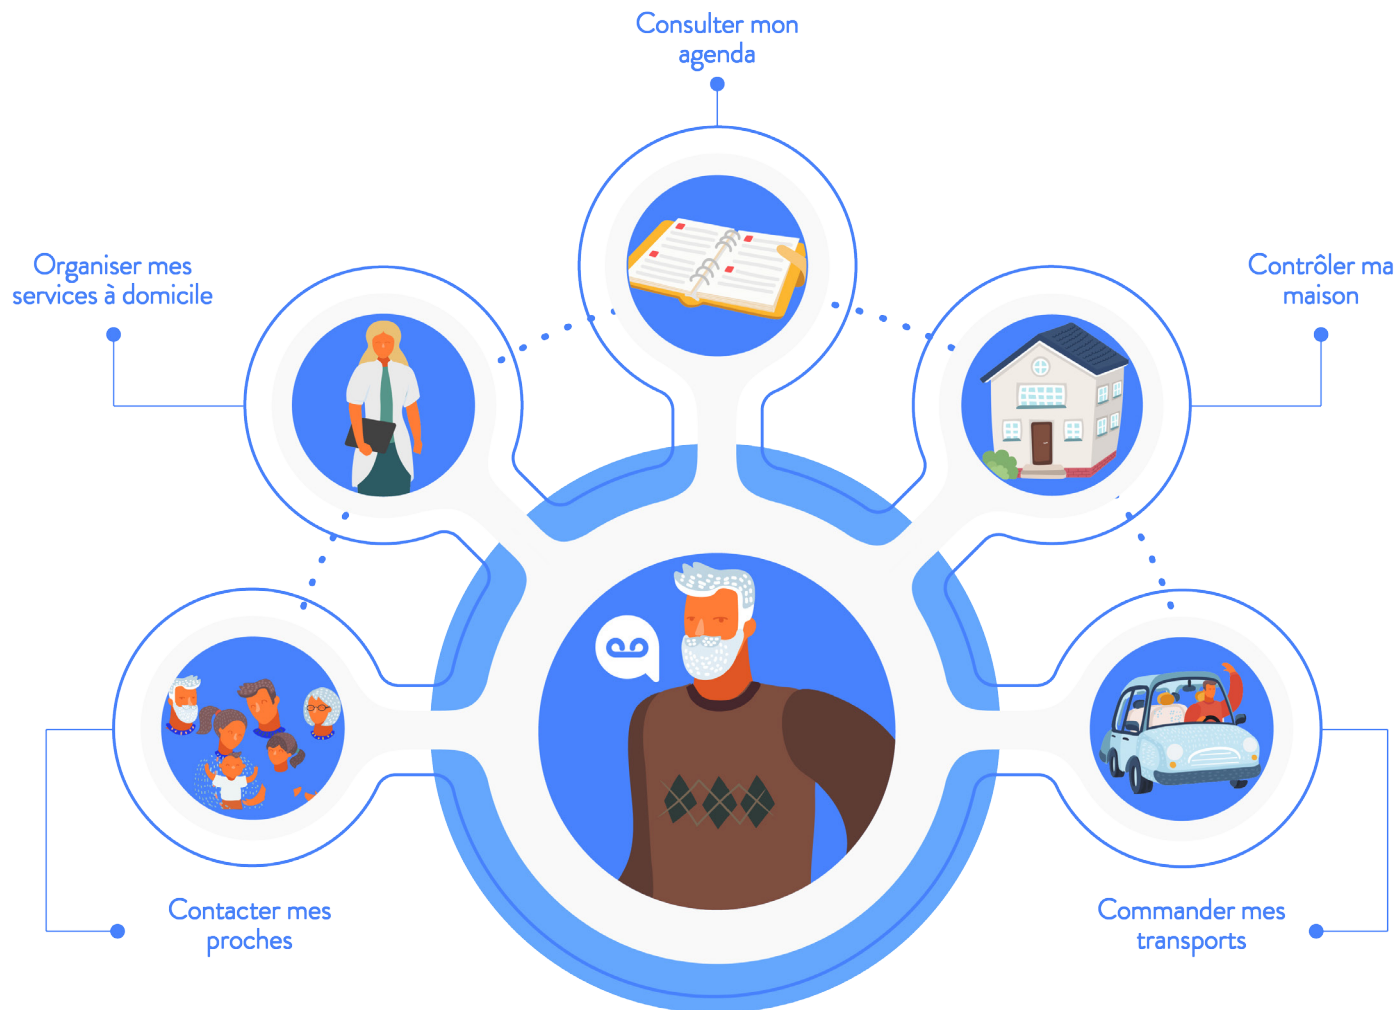 Consulter mon
agenda
Organiser mes
services à domicile
Contrôler ma
maison
Contacter mes
proches
Commander mes
transports